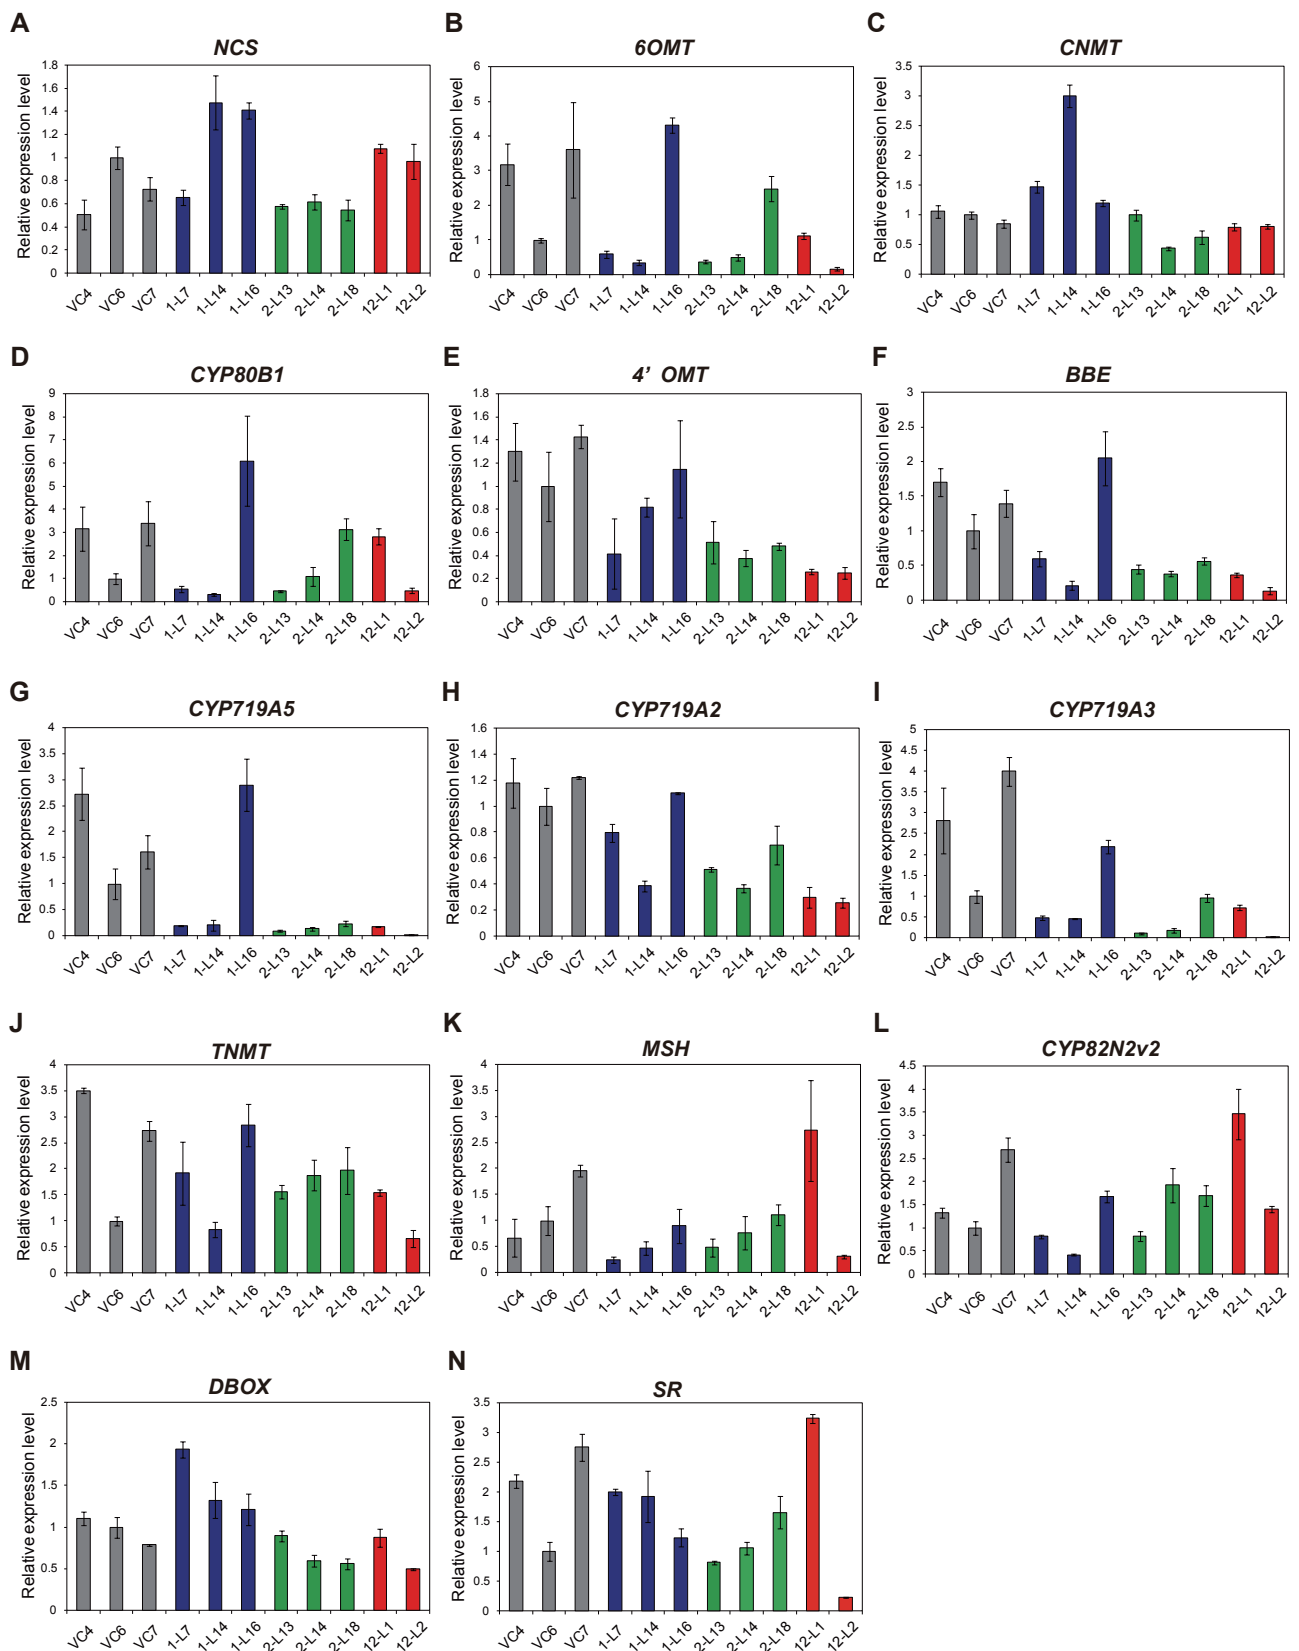 A
NCS
Relative expression level
1.8
1.6
1.4
1.2
1
0.8
0.6
0.4
0.2
0
VC4 VC6 VC7 1-L7 1-L14 1-L16 2-L13 2-L14 2-L18 12-L1 12-L2
B
6OMT
Relative expression level
6
5
4
3
2
1
0
VC4 VC6 VC7 1-L7 1-L14 1-L16 2-L13 2-L14 2-L18 12-L1 12-L2
C
CNMT
Relative expression level
3.5
3
2.5
2
1.5
1
0.5
0
VC4 VC6 VC7 1-L7 1-L14 1-L16 2-L13 2-L14 2-L18 12-L1 12-L2
D
CYP80B1
Relative expression level
9
8
7
6
5
4
3
2
1
0
VC4 VC6 VC7 1-L7 1-L14 1-L16 2-L13 2-L14 2-L18 12-L1 12-L2
E
4’ OMT
Relative expression level
1.8
1.6
1.4
1.2
1
0.8
0.6
0.4
0.2
0
VC4 VC6 VC7 1-L7 1-L14 1-L16 2-L13 2-L14 2-L18 12-L1 12-L2
F
BBE
Relative expression level
3
2.5
2
1.5
1
0.5
0
VC4 VC6 VC7 1-L7 1-L14 1-L16 2-L13 2-L14 2-L18 12-L1 12-L2
G
CYP719A5
Relative expression level
4
3.5
3
2.5
2
1.5
1
0.5
0
VC4 VC6 VC7 1-L7 1-L14 1-L16 2-L13 2-L14 2-L18 12-L1 12-L2
H
CYP719A2
Relative expression level
1.6
1.4
1.2
1
0.8
0.6
0.4
0.2
0
VC4 VC6 VC7 1-L7 1-L14 1-L16 2-L13 2-L14 2-L18 12-L1 12-L2
I
CYP719A3
Relative expression level
5
4.5
4
3.5
3
2.5
2
1.5
1
0.5
0
VC4 VC6 VC7 1-L7 1-L14 1-L16 2-L13 2-L14 2-L18 12-L1 12-L2
J
TNMT
Relative expression level
4
3.5
3
2.5
2
1.5
1
0.5
0
VC4 VC6 VC7 1-L7 1-L14 1-L16 2-L13 2-L14 2-L18 12-L1 12-L2
K
MSH
Relative expression level
4
3.5
3
2.5
2
1.5
1
0.5
0
VC4 VC6 VC7 1-L7 1-L14 1-L16 2-L13 2-L14 2-L18 12-L1 12-L2
L
CYP82N2v2
Relative expression level
4.5
4
3.5
3
2.5
2
1.5
1
0.5
0
VC4 VC6 VC7 1-L7 1-L14 1-L16 2-L13 2-L14 2-L18 12-L1 12-L2
M
DBOX
Relative expression level
2.5
2
1.5
1
0.5
0
VC4 VC6 VC7 1-L7 1-L14 1-L16 2-L13 2-L14 2-L18 12-L1 12-L2
N
SR
Relative expression level
3.5
3
2.5
2
1.5
1
0.5
0
VC4 VC6 VC7 1-L7 1-L14 1-L16 2-L13 2-L14 2-L18 12-L1 12-L2